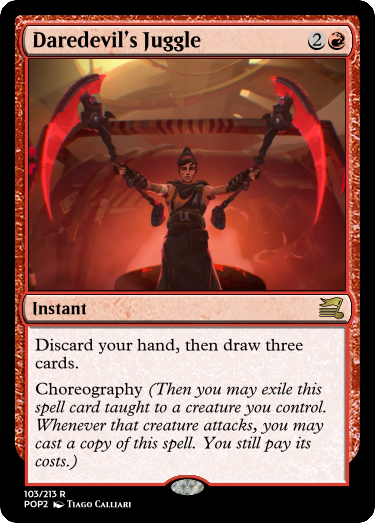 Daredevil's Juggle 2
Instant
Discard your hand, then draw three
cards.
Choreography (Then you may exile this
spell card taught to a creature you control.
Whenever that creature attacks, you may
cast a copy of this spell. You still pay its
costs.)
103/213 R
POP2 Tiago Calliari